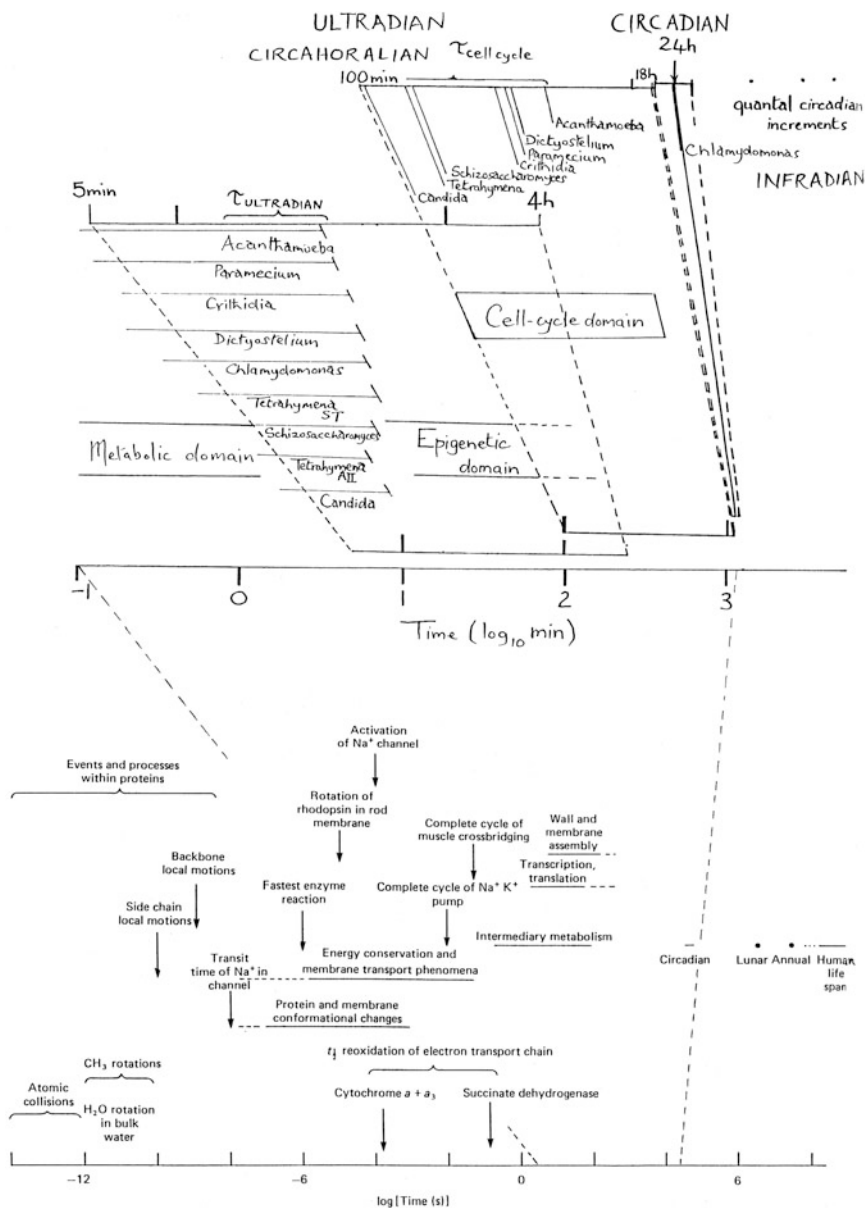 ULTRADIAN
CIRCADIAN
CIRCAHORALIAN
τcell cycle
24h
100min
18h
quantal circadian
increments
Acanthamoeba
Dictyostelium
Paramecium
Crithidia
Chlamydomonas
Schizosaccharomyces
Tetrahymena
Candida
INFRADIAN
5min
τULTRADIAN
4h
Acanthamoeba
Paramecium
Crithidia
Dictyostelium
Chlamydomonas
Tetrahymena
ST
Schizosaccharomyces
Tetrahymena
AII
Candida
Cell-cycle domain
Metabolic domain
Epigenetic
domain
-1 0 1 2 3
Time (log10 min)
Activation
of Na+ channel
Events and processes
within proteins
Rotation of
rhodopsin in rod
membrane
Complete cycle of
muscle crossbridging
Wall and
membrane
assembly
Transcription,
translation
Backbone
local motions
Fastest enzyme
reaction
Complete cycle of Na+ K+
pump
Side chain
local motions
Intermediary metabolism
Transit
time of Na+ in
channel
Energy conservation and
membrane transport phenomena
Circadian
Lunar
Annual
Human
life
span
Protein and membrane
conformational changes
t½ reoxidation of electron transport chain
CH3 rotations
Atomic
collisions
H2O rotation
in bulk
water
Cytochrome a + a3
Succinate dehydrogenase
−12 −6 0 6
log [Time (s)]